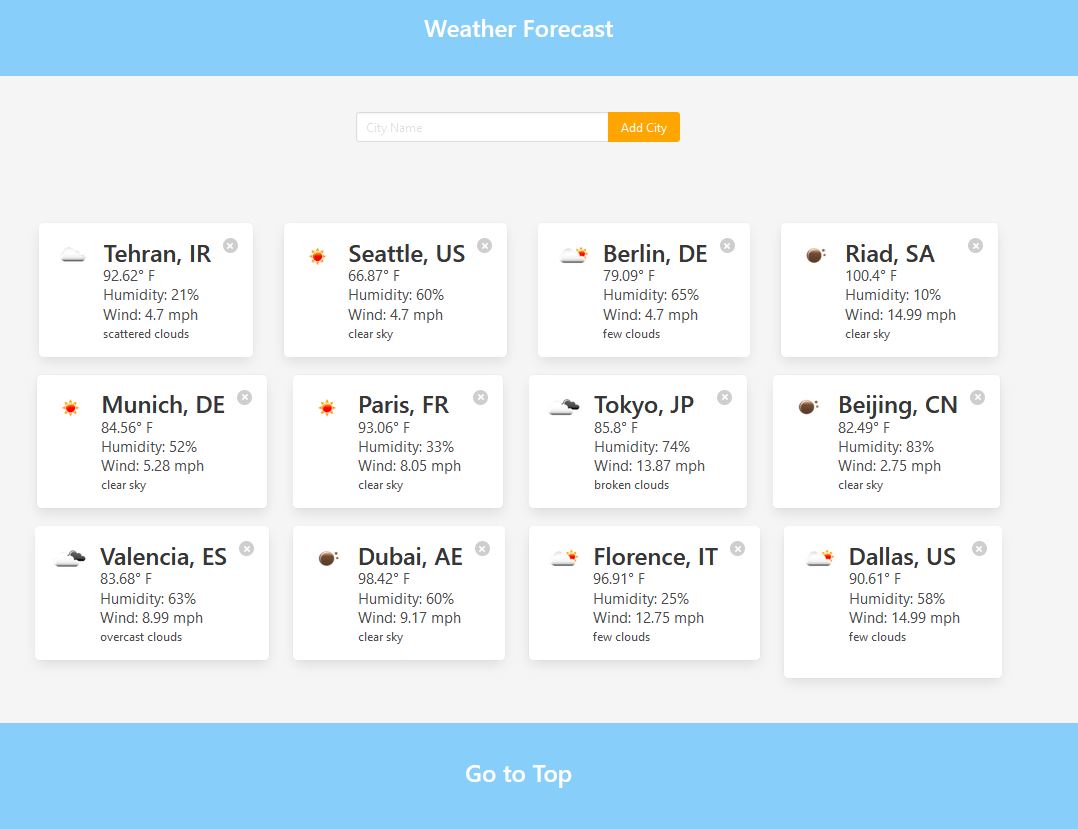 Weather Forecast
City Name
Add City
Tehran, IR
92.62° F
Humidity: 21%
Wind: 4.7 mph
scattered clouds
Seattle, US
66.87° F
Humidity: 60%
Wind: 4.7 mph
clear sky
Berlin, DE
79.09° F
Humidity: 65%
Wind: 4.7 mph
few clouds
Riad, SA
100.4° F
Humidity: 10%
Wind: 14.99 mph
clear sky
Munich, DE
84.56° F
Humidity: 52%
Wind: 5.28 mph
clear sky
Paris, FR
93.06° F
Humidity: 33%
Wind: 8.05 mph
clear sky
Tokyo, JP
85.8° F
Humidity: 74%
Wind: 13.87 mph
broken clouds
Beijing, CN
82.49° F
Humidity: 83%
Wind: 2.75 mph
clear sky
Valencia, ES
83.68° F
Humidity: 63%
Wind: 8.99 mph
overcast clouds
Dubai, AE
98.42° F
Humidity: 60%
Wind: 9.17 mph
clear sky
Florence, IT
96.91° F
Humidity: 25%
Wind: 12.75 mph
few clouds
Dallas, US
90.61° F
Humidity: 58%
Wind: 14.99 mph
few clouds
Go to Top